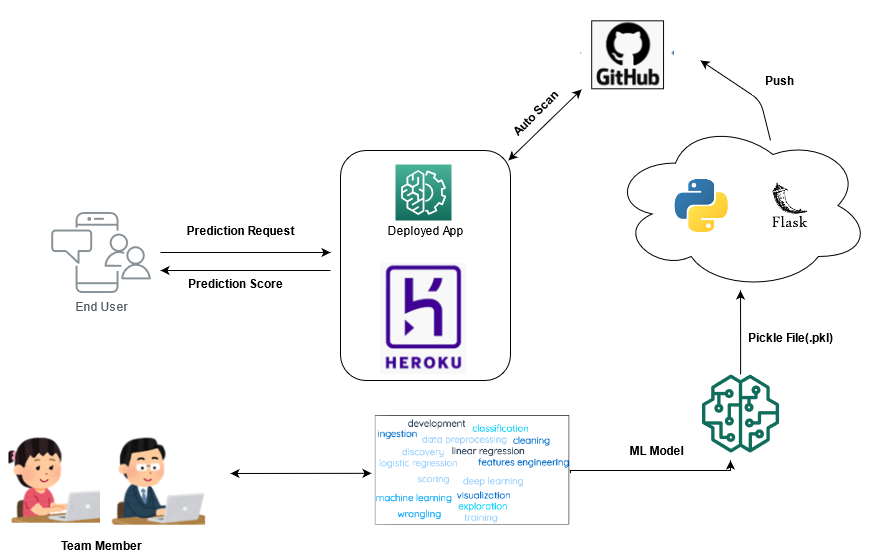 GitHub
Push
Auto Scan
Flask
Deployed App
Prediction Request
Prediction Score
End User
HEROKU
Pickle File(.pkl)
development
classification
ingestion
data preprocessing
cleaning
discovery
linear regression
logistic regression
features engineering
scoring
deep learning
machine learning
visualization
exploration
wrangling
training
ML Model
Team Member